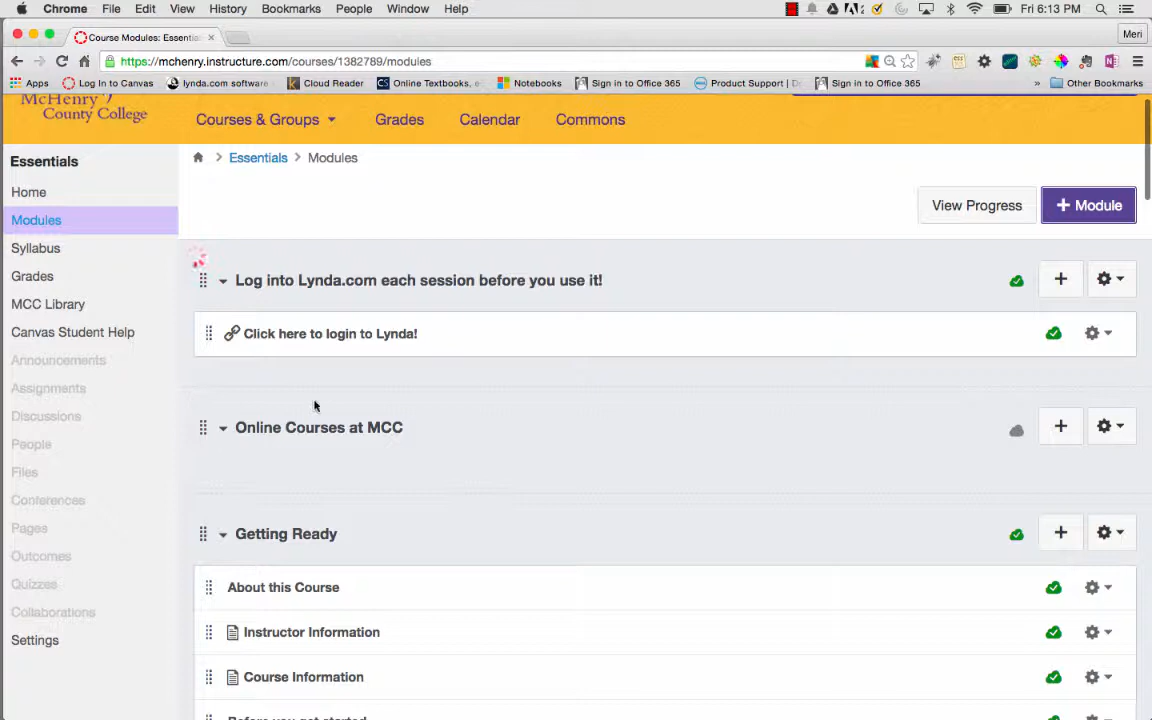 Chrome File Edit View History Bookmarks People Window Help Fri 6:13 PM
Course Modules: Essentia Meri
https://mchenry.instructure.com/courses/1382789/modules
Apps Log In to Canvas lynda.com software Cloud Reader Online Textbooks, e Notebooks Sign in to Office 365 Product Support | D Sign in to Office 365 » Other Bookmarks
McHenry
County College
Courses & Groups Grades Calendar Commons
Essentials
Home
Modules
Syllabus
Grades
MCC Library
Canvas Student Help
Announcements
Assignments
Discussions
People
Files
Conferences
Pages
Outcomes
Quizzes
Collaborations
Settings
Essentials > Modules
View Progress + Module
Log into Lynda.com each session before you use it!
Click here to login to Lynda!
Online Courses at MCC
Getting Ready
About this Course
Instructor Information
Course Information
Before you get started